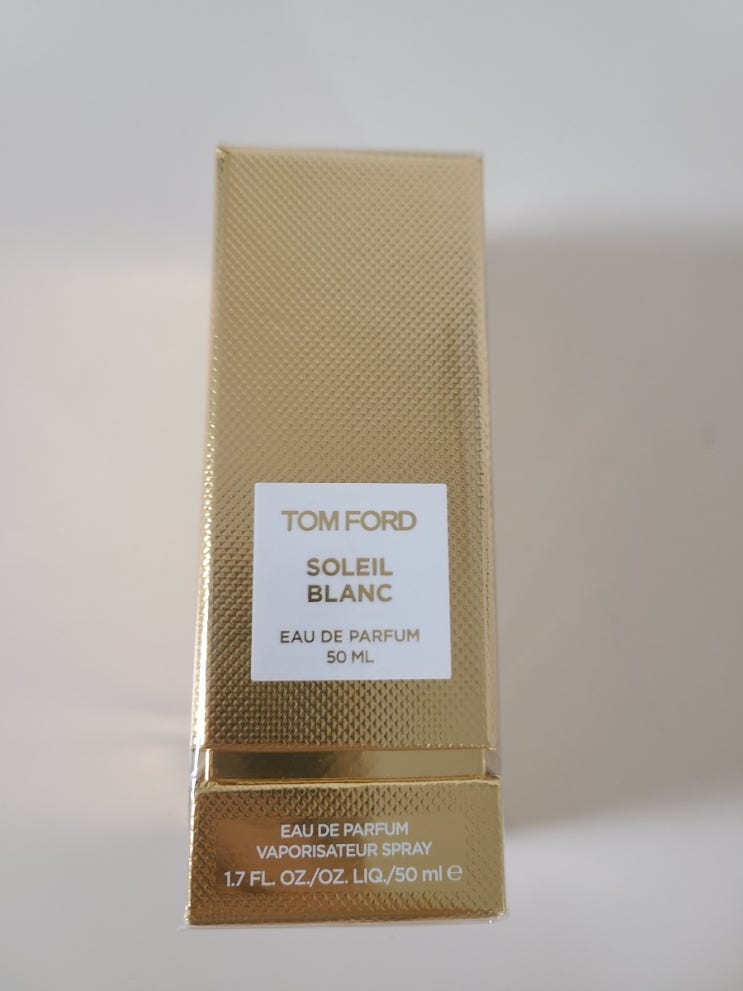 TOM FORD
SOLEIL
BLANC
EAU DE PARFUM
50 ML
EAU DE PARFUM
VAPORISATEUR SPRAY
1.7 FL. OZ./OZ. LIQ./50 ml ℮